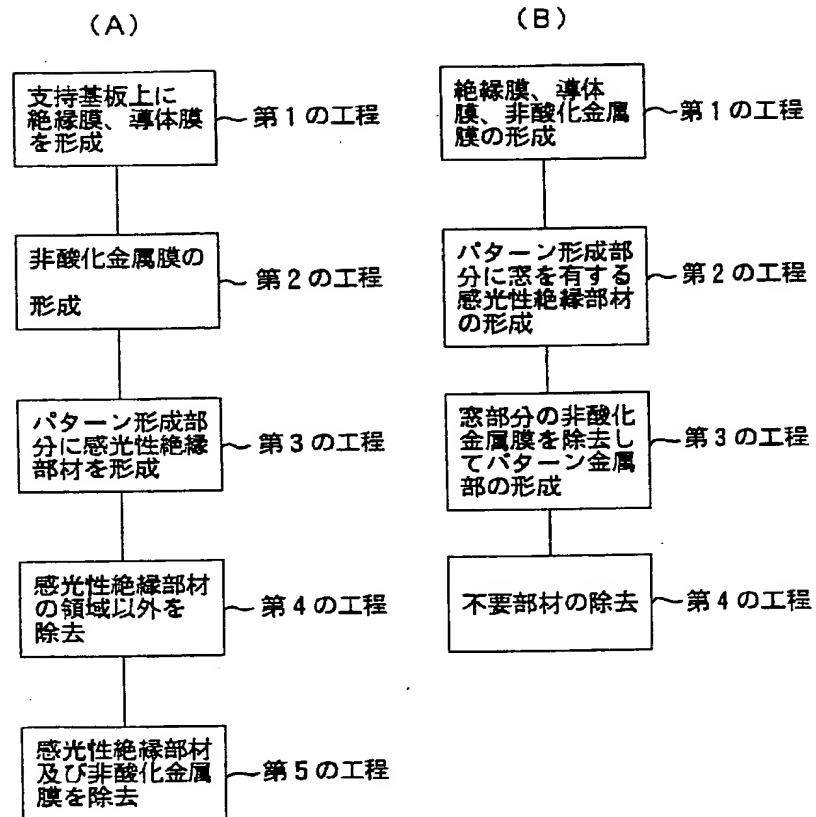 (A)
支持基板上に
絶縁膜、導体膜
を形成
第1の工程
非酸化金属膜の
形成
第2の工程
パターン形成部
分に感光性絶縁
部材を形成
第3の工程
感光性絶縁部材
の領域以外を
除去
第4の工程
感光性絶縁部材
及び非酸化金属
膜を除去
第5の工程
(B)
絶縁膜、導体
膜、非酸化金属
膜の形成
第1の工程
パターン形成部
分に窓を有する
感光性絶縁部材
の形成
第2の工程
窓部分の非酸化
金属膜を除去し
てパターン金属
部の形成
第3の工程
不要部材の除去
第4の工程